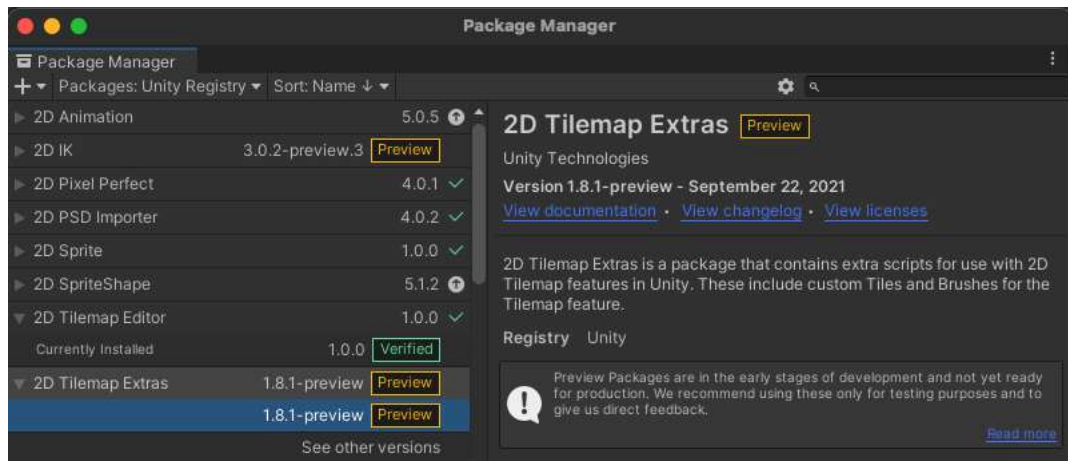 Package Manager
Package Manager
Packages: Unity Registry Sort: Name ↓
2D Animation 5.0.5
2D IK 3.0.2-preview.3 Preview
2D Pixel Perfect 4.0.1
2D PSD Importer 4.0.2
2D Sprite 1.0.0
2D SpriteShape 5.1.2
2D Tilemap Editor 1.0.0
Currently Installed 1.0.0 Verified
2D Tilemap Extras 1.8.1-preview Preview
1.8.1-preview Preview
See other versions
2D Tilemap Extras Preview
Unity Technologies
Version 1.8.1-preview - September 22, 2021
View documentation • View changelog • View licenses
2D Tilemap Extras is a package that contains extra scripts for use with 2D
Tilemap features in Unity. These include custom Tiles and Brushes for the
Tilemap feature.
Registry Unity
Preview Packages are in the early stages of development and not yet ready
for production. We recommend using these only for testing purposes and to
give us direct feedback.
Read more